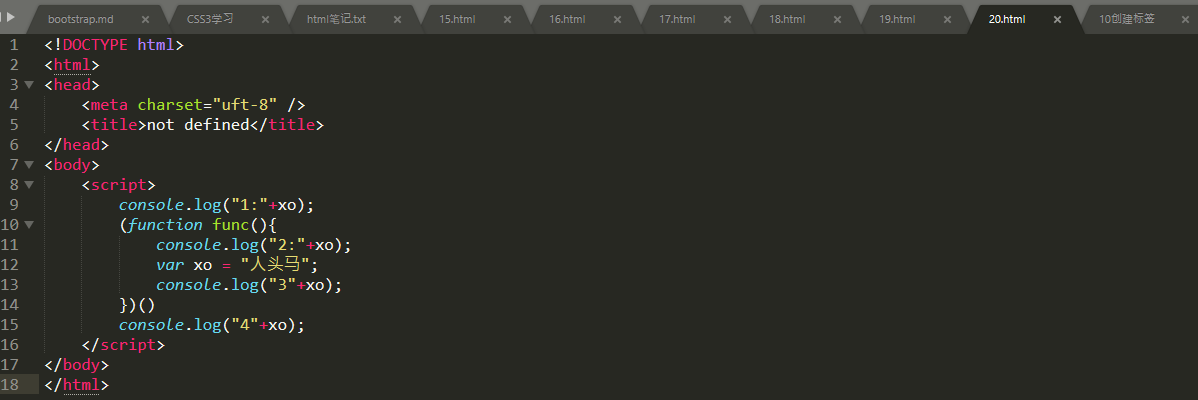 bootstrap.md CSS3学习 html笔记.txt 15.html 16.html 17.html 18.html 19.html 20.html 10创建标签
1 <!DOCTYPE html>
2 <html>
3 <head>
4 <meta charset="uft-8" />
5 <title>not defined</title>
6 </head>
7 <body>
8 <script>
9 console.log("1:"+xo);
10 (function func(){
11 console.log("2:"+xo);
12 var xo = "人头马";
13 console.log("3"+xo);
14 })()
15 console.log("4"+xo);
16 </script>
17 </body>
18 </html>